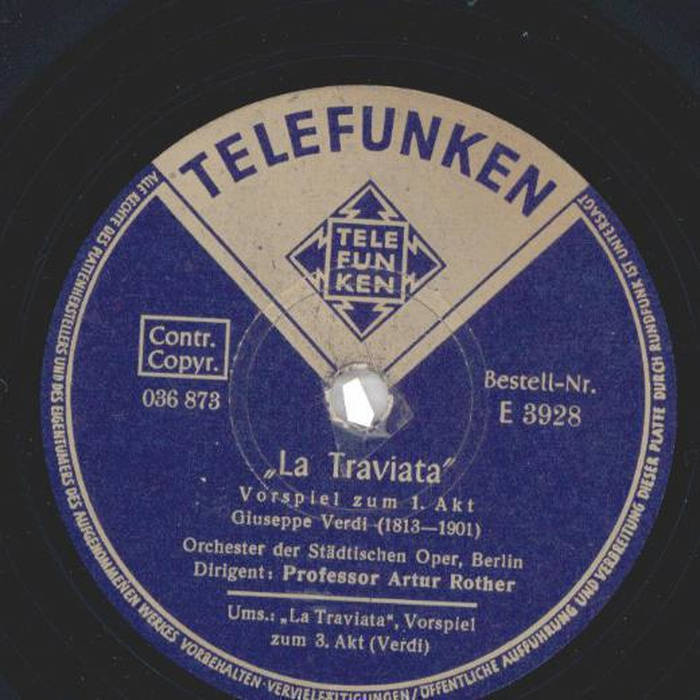 TELEFUNKEN
TELE
FUN
KEN
Contr.
Copyr.
036 873
Bestell-Nr.
E 3928
„La Traviata"
Vorspiel zum 1. Akt
Giuseppe Verdi (1813—1901)
Orchester der Städtischen Oper, Berlin
Dirigent: Professor Artur Rother
Ums.: „La Traviata", Vorspiel
zum 3. Akt (Verdi)
ALLE RECHTE DES PLATTENHERSTELLERS UND DES EIGENTÜMERS DES AUFGENOMMENEN WERKES VORBEHALTEN · VERVIELFÄLTIGUNGEN / ÖFFENTLICHE AUFFÜHRUNG UND VERBREITUNG DIESER PLATTE DURCH RUNDFUNK IST UNTERSAGT